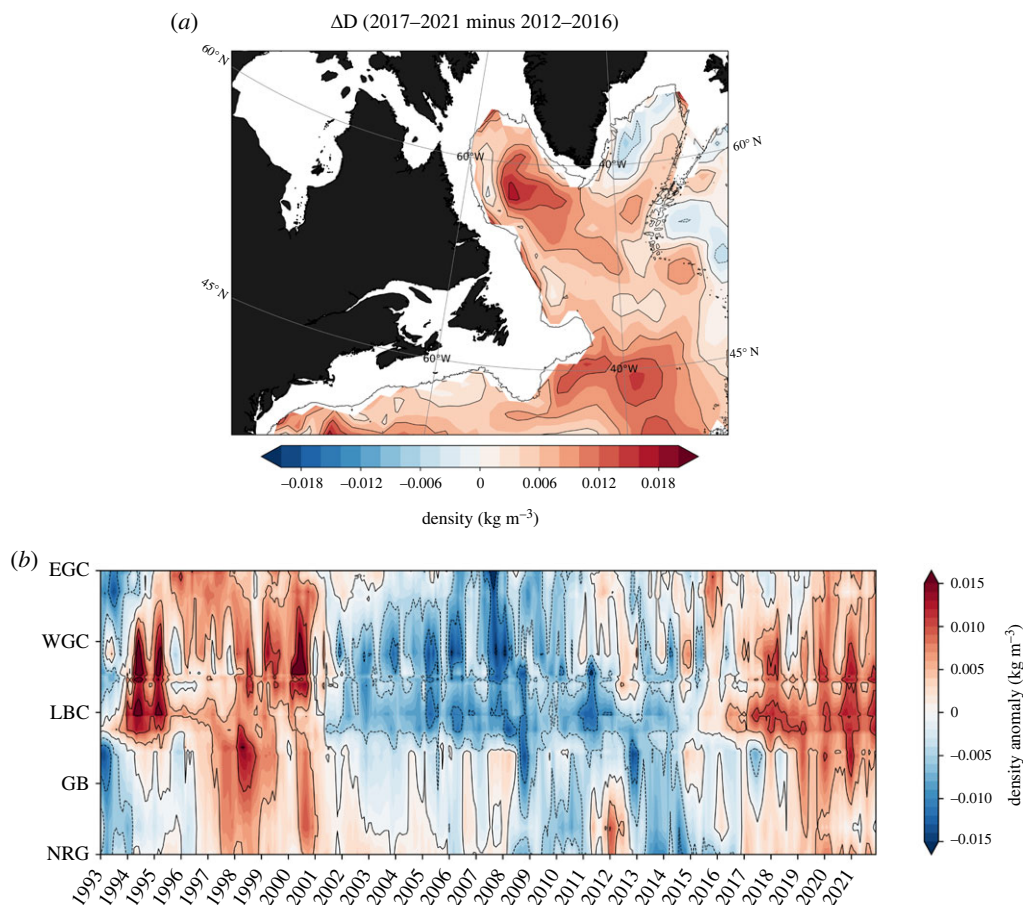 (a) ΔD (2017–2021 minus 2012–2016)
60°N
60°W
40°W
60° N
45°N
60°W
40°W
45° N
−0.018 −0.012 −0.006 0 0.006 0.012 0.018
density (kg m⁻³)
(b)
EGC
WGC
LBC
GB
NRG
1993 1994 1995 1996 1997 1998 1999 2000 2001 2002 2003 2004 2005 2006 2007 2008 2009 2010 2011 2012 2013 2014 2015 2016 2017 2018 2019 2020 2021
0.015
0.010
0.005
0
−0.005
−0.010
−0.015
density anomaly (kg m⁻³)